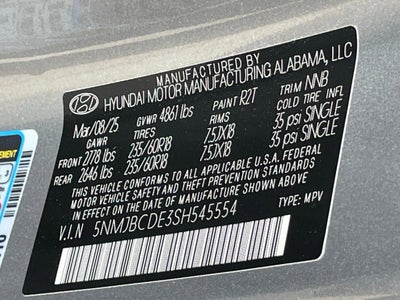 MANUFACTURED BY
HYUNDAI MOTOR MANUFACTURING ALABAMA, LLC
Mar/08/25 GVWR 4861 lbs PAINT R2T TRIM NNB
GAWR TIRES RIMS COLD TIRE INFL
FRONT 2778 lbs 235/60R18 7.5JX18 35 psi SINGLE
REAR 2646 lbs 235/60R18 7.5JX18 35 psi SINGLE
THIS VEHICLE CONFORMS TO ALL APPLICABLE U.S. FEDERAL
MOTOR VEHICLE SAFETY STANDARDS IN EFFECT ON THE DATE OF
MANUFACTURE SHOWN ABOVE.
V.I.N 5NMJBCDE3SH545554 TYPE: MPV